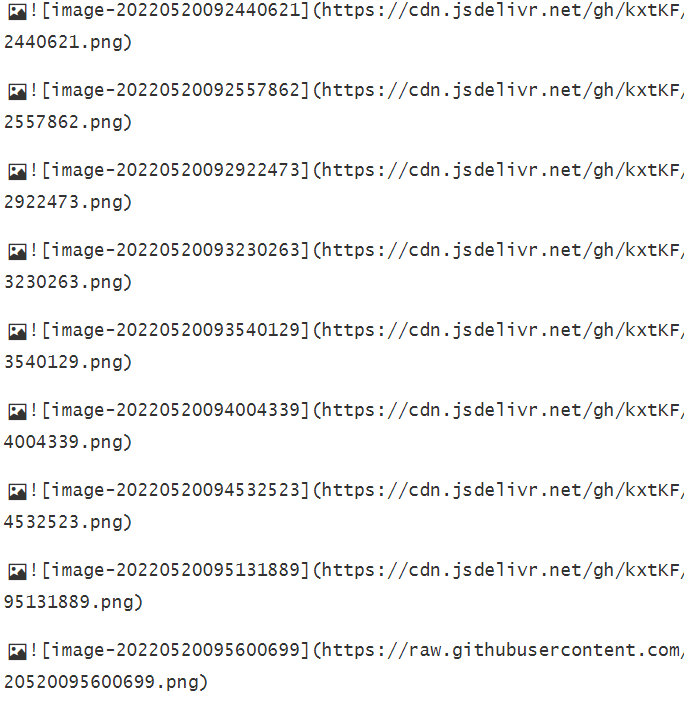 ![image-20220520092440621](https://cdn.jsdelivr.net/gh/kxtKF/
2440621.png)
![image-20220520092557862](https://cdn.jsdelivr.net/gh/kxtKF/
2557862.png)
![image-20220520092922473](https://cdn.jsdelivr.net/gh/kxtKF/
2922473.png)
![image-20220520093230263](https://cdn.jsdelivr.net/gh/kxtKF/
3230263.png)
![image-20220520093540129](https://cdn.jsdelivr.net/gh/kxtKF/
3540129.png)
![image-20220520094004339](https://cdn.jsdelivr.net/gh/kxtKF/
4004339.png)
![image-20220520094532523](https://cdn.jsdelivr.net/gh/kxtKF/
4532523.png)
![image-20220520095131889](https://cdn.jsdelivr.net/gh/kxtKF/
95131889.png)
![image-20220520095600699](https://raw.githubusercontent.com/
20520095600699.png)